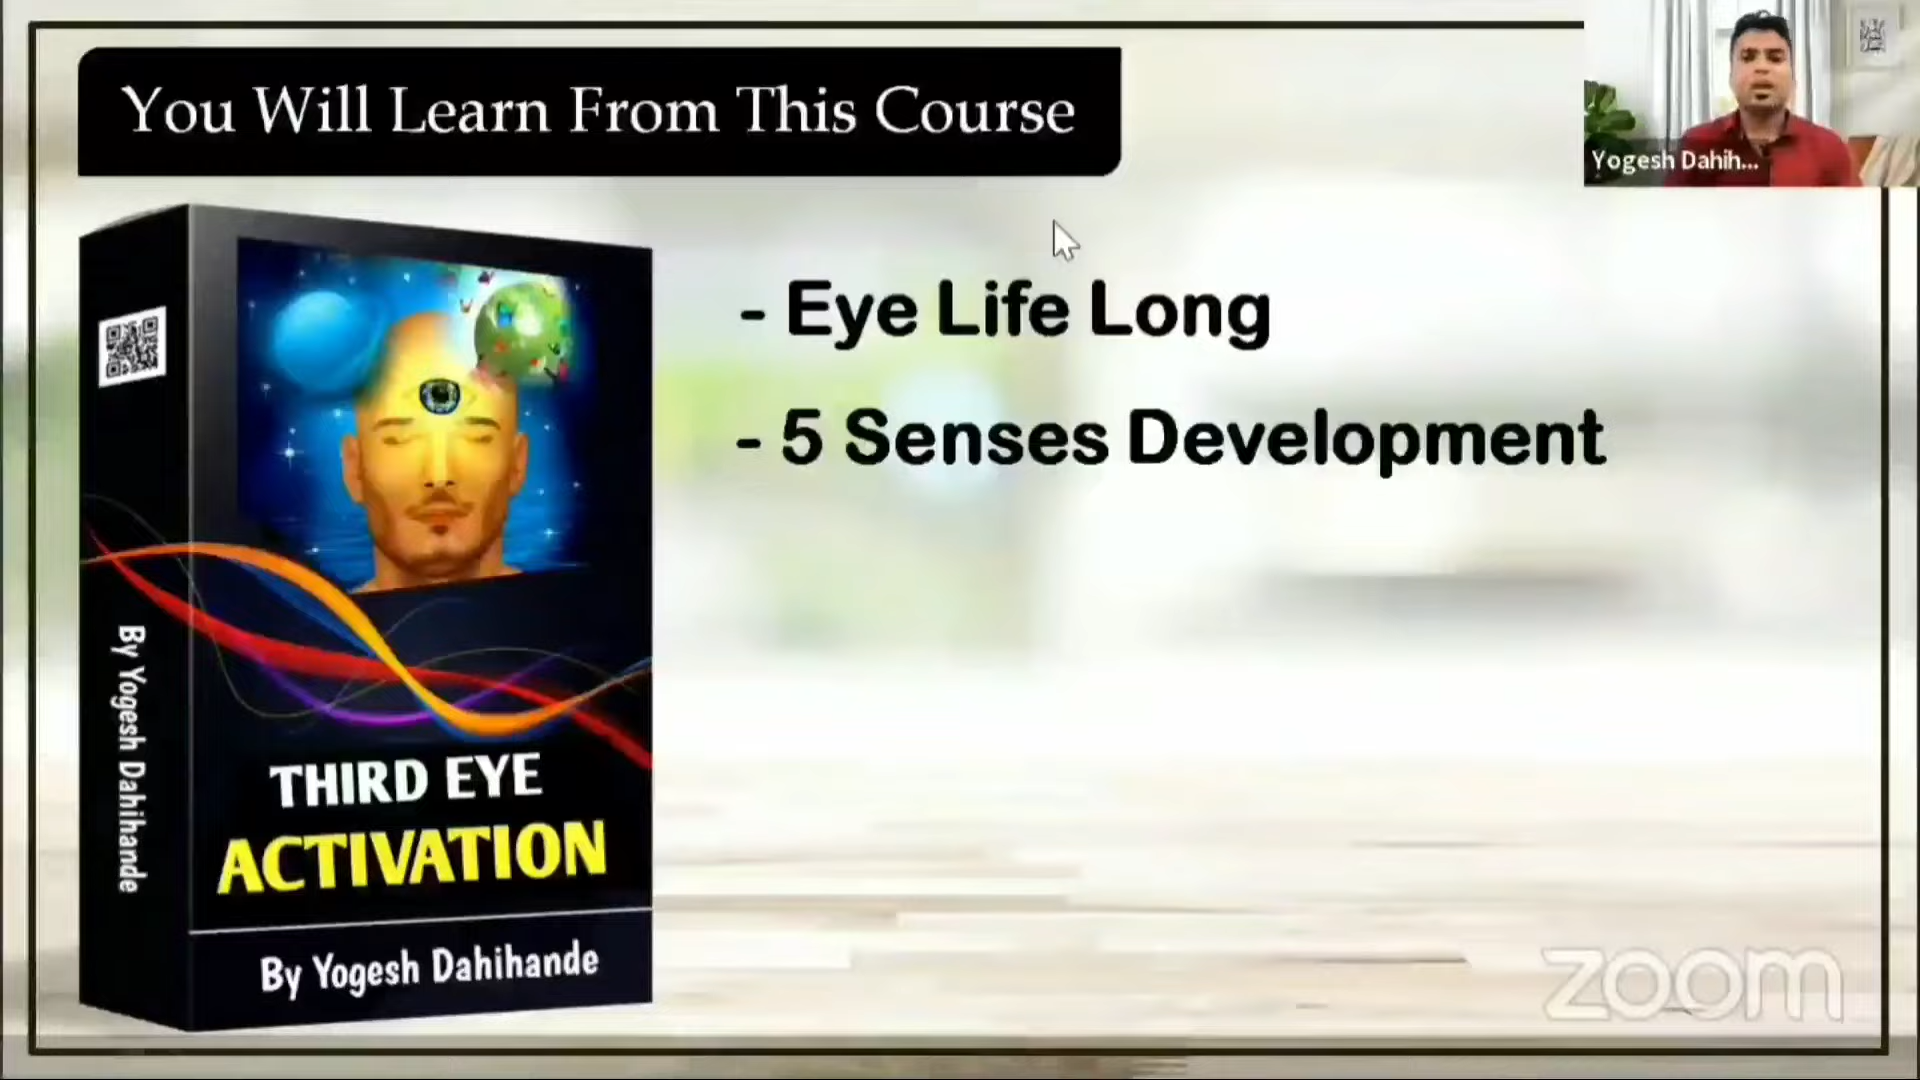 You Will Learn From This Course
Yogesh Dahih...
- Eye Life Long
- 5 Senses Development
By Yogesh Dahihande
THIRD EYE
ACTIVATION
By Yogesh Dahihande
zoom